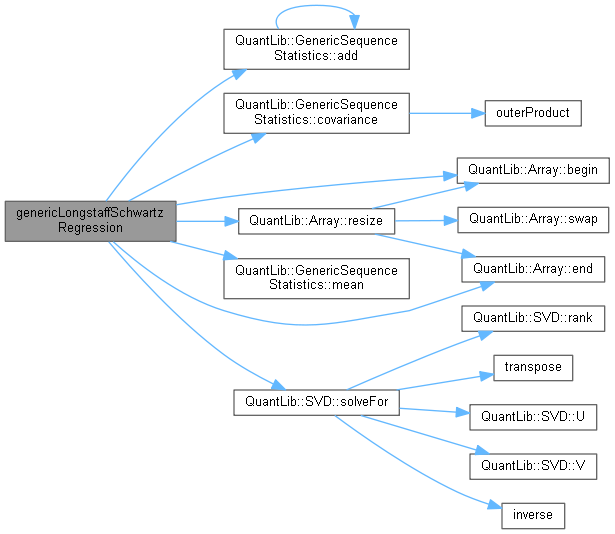 QuantLib::GenericSequence
Statistics::add
QuantLib::GenericSequence
Statistics::covariance
outerProduct
QuantLib::Array::begin
genericLongstaffSchwartz
Regression
QuantLib::Array::resize
QuantLib::Array::swap
QuantLib::GenericSequence
Statistics::mean
QuantLib::Array::end
QuantLib::SVD::rank
transpose
QuantLib::SVD::solveFor
QuantLib::SVD::U
QuantLib::SVD::V
inverse